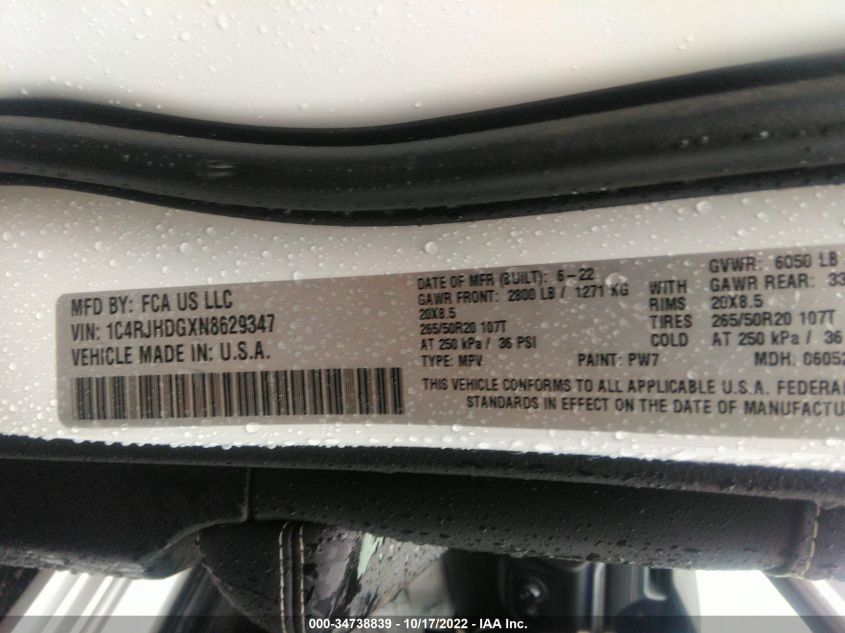 MFD BY: FCA US LLC
VIN: 1C4RJHDGXN8629347
VEHICLE MADE IN: U.S.A.
DATE OF MFR (BUILT): 6-22
GAWR FRONT: 2800 LB / 1271 KG
20X8.5
265/50R20 107T
AT 250 kPa / 36 PSI
TYPE: MPV
WITH
RIMS
TIRES
COLD
GVWR: 6050 LB
GAWR REAR: 33
20X8.5
265/50R20 107T
AT 250 kPa / 36
PAINT: PW7
MDH: 06052
THIS VEHICLE CONFORMS TO ALL APPLICABLE U.S.A. FEDERAL
STANDARDS IN EFFECT ON THE DATE OF MANUFACTU
000-34738839 — 10/17/2022 — IAA Inc.